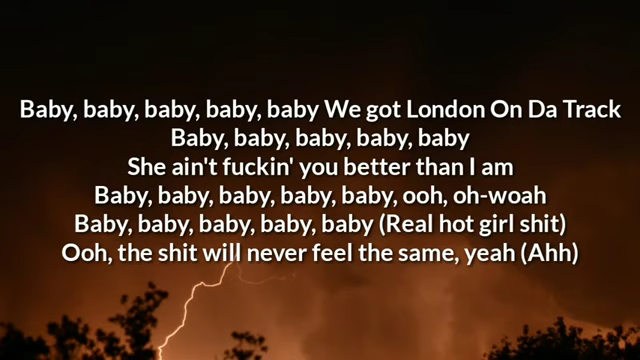 Baby, baby, baby, baby, baby We got London On Da Track
Baby, baby, baby, baby, baby
She ain't fuckin' you better than I am
Baby, baby, baby, baby, baby, ooh, oh-woah
Baby, baby, baby, baby, baby (Real hot girl shit)
Ooh, the shit will never feel the same, yeah (Ahh)